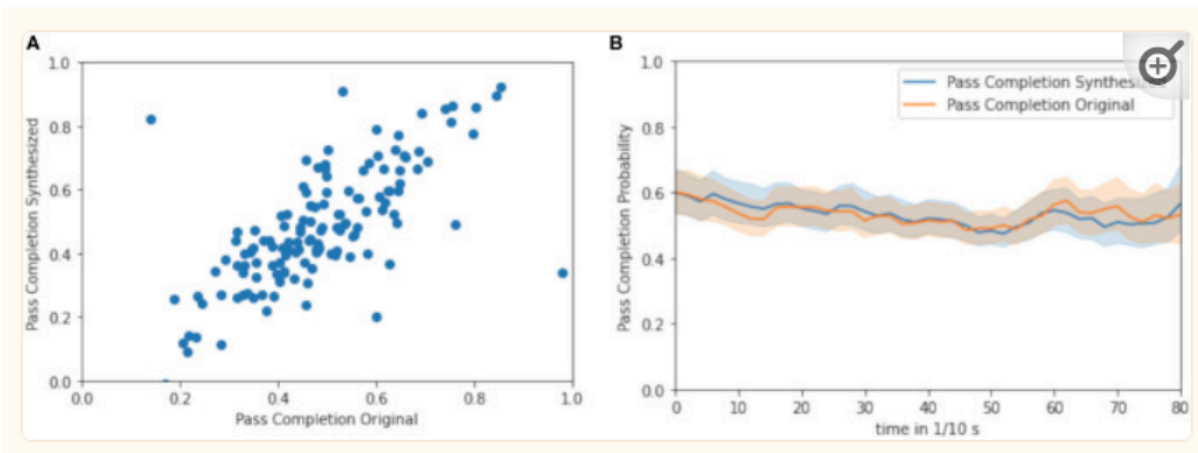 A
Pass Completion Synthesized
1.0
0.8
0.6
0.4
0.2
0.0
0.0 0.2 0.4 0.6 0.8 1.0
Pass Completion Original
B
Pass Completion Probability
1.0
0.8
0.6
0.4
0.2
0.0
Pass Completion Synthesized
Pass Completion Original
0 10 20 30 40 50 60 70 80
time in 1/10 s